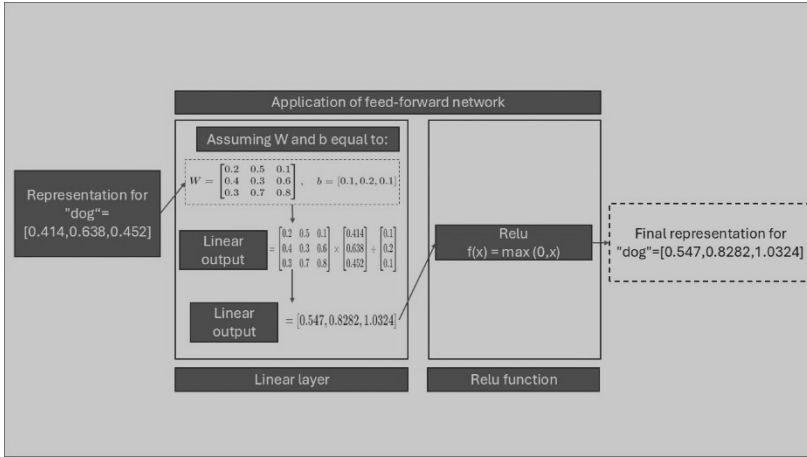 Application of feed-forward network
Assuming W and b equal to:
W = [0.2 0.5 0.1
0.4 0.3 0.6
0.3 0.7 0.8] , b = [0.1, 0.2, 0.1]
Representation for
"dog“=
[0.414,0.638,0.452]
Linear
output
= [0.2 0.5 0.1
0.4 0.3 0.6
0.3 0.7 0.8] × [0.414
0.638
0.452] + [0.1
0.2
0.1]
Linear
output
= [0.547, 0.8282, 1.0324]
Relu
f(x) = max (0,x)
Final representation for
"dog"=[0.547,0.8282,1.0324]
Linear layer
Relu function